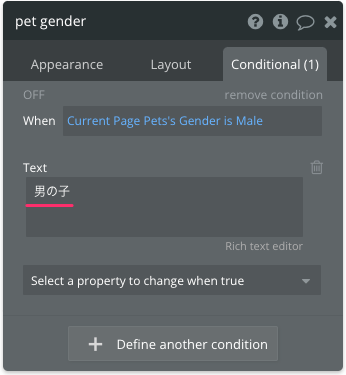 pet gender
Appearance Layout Conditional (1)
OFF remove condition
When Current Page Pets's Gender is Male
Text
男の子
Rich text editor
Select a property to change when true
Define another condition